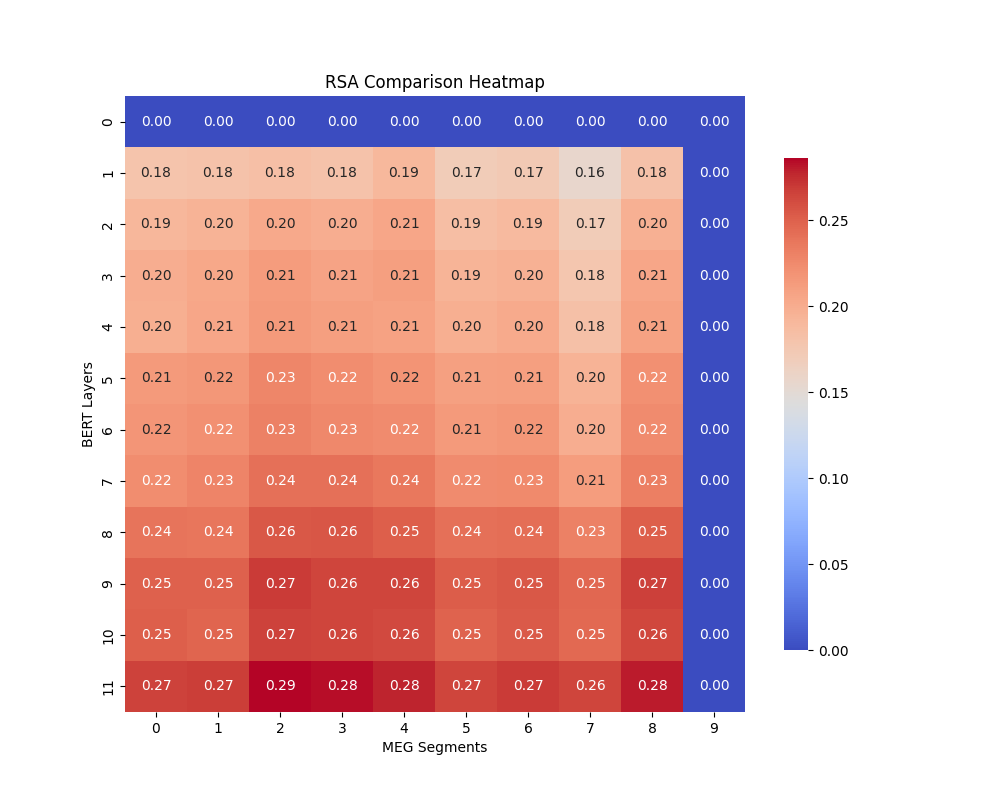 RSA Comparison Heatmap
0 0.00 0.00 0.00 0.00 0.00 0.00 0.00 0.00 0.00 0.00
1 0.18 0.18 0.18 0.18 0.19 0.17 0.17 0.16 0.18 0.00
2 0.19 0.20 0.20 0.20 0.21 0.19 0.19 0.17 0.20 0.00
3 0.20 0.20 0.21 0.21 0.21 0.19 0.20 0.18 0.21 0.00
4 0.20 0.21 0.21 0.21 0.21 0.20 0.20 0.18 0.21 0.00
5 0.21 0.22 0.23 0.22 0.22 0.21 0.21 0.20 0.22 0.00
6 0.22 0.22 0.23 0.23 0.22 0.21 0.22 0.20 0.22 0.00
7 0.22 0.23 0.24 0.24 0.24 0.22 0.23 0.21 0.23 0.00
8 0.24 0.24 0.26 0.26 0.25 0.24 0.24 0.23 0.25 0.00
9 0.25 0.25 0.27 0.26 0.26 0.25 0.25 0.25 0.27 0.00
10 0.25 0.25 0.27 0.26 0.26 0.25 0.25 0.25 0.26 0.00
11 0.27 0.27 0.29 0.28 0.28 0.27 0.27 0.26 0.28 0.00
0 1 2 3 4 5 6 7 8 9
MEG Segments
BERT Layers
0.25
0.20
0.15
0.10
0.05
0.00